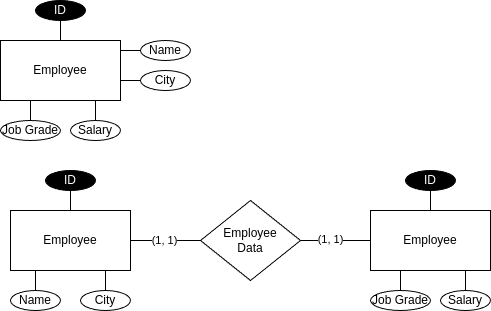 ID
Name
Employee
City
Job Grade
Salary
ID
ID
Employee
(1, 1)
Employee
Data
(1, 1)
Employee
Name
City
Job Grade
Salary